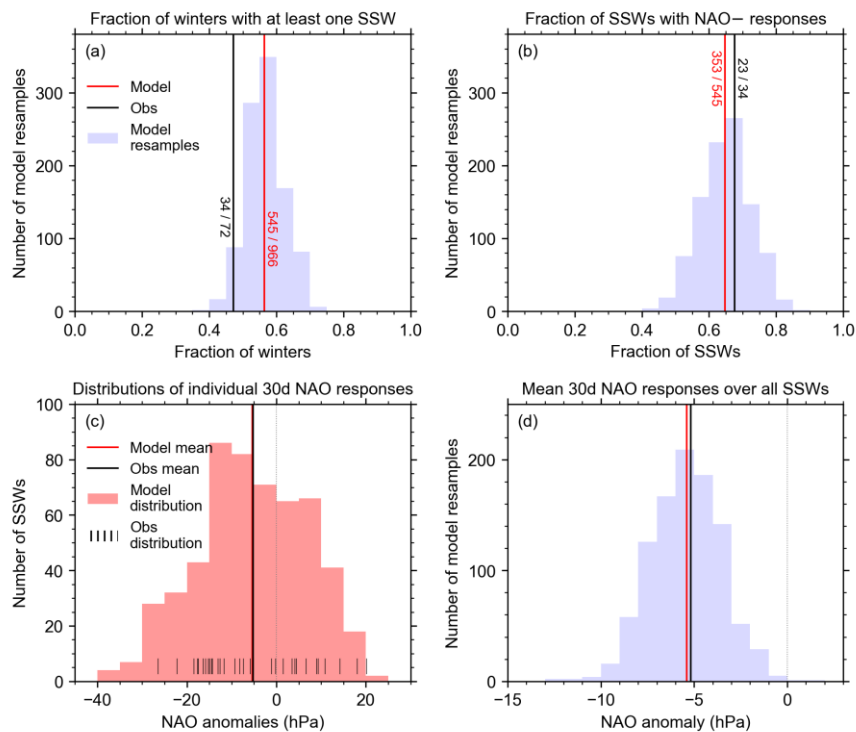 Fraction of winters with at least one SSW
(a)
Model
Obs
Model
resamples
34 / 72
545 / 966
Number of model resamples
0
100
200
300
0.0 0.2 0.4 0.6 0.8 1.0
Fraction of winters
Fraction of SSWs with NAO− responses
(b)
353 / 545
23 / 34
Number of model resamples
0
100
200
300
0.0 0.2 0.4 0.6 0.8 1.0
Fraction of SSWs
Distributions of individual 30d NAO responses
(c)
Model mean
Obs mean
Model
distribution
Obs
distribution
Number of SSWs
0
20
40
60
80
100
−40 −20 0 20
NAO anomalies (hPa)
Mean 30d NAO responses over all SSWs
(d)
Number of model resamples
0
100
200
−15 −10 −5 0
NAO anomaly (hPa)